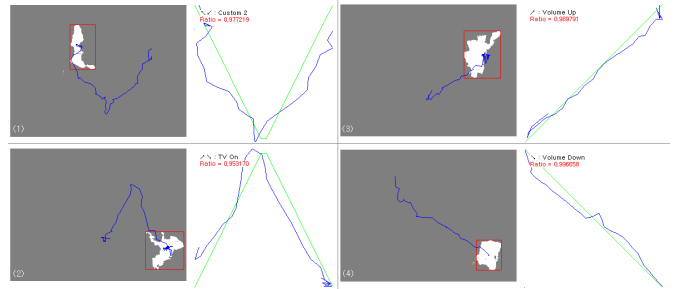 ↖↙ : Custom 2
Ratio = 0,977219
(1)
↗ : Volume Up
Ratio = 0,989791
(3)
↗↘ : TV On
Ratio = 0,953170
(2)
↘ : Volume Down
Ratio = 0,986658
(4)